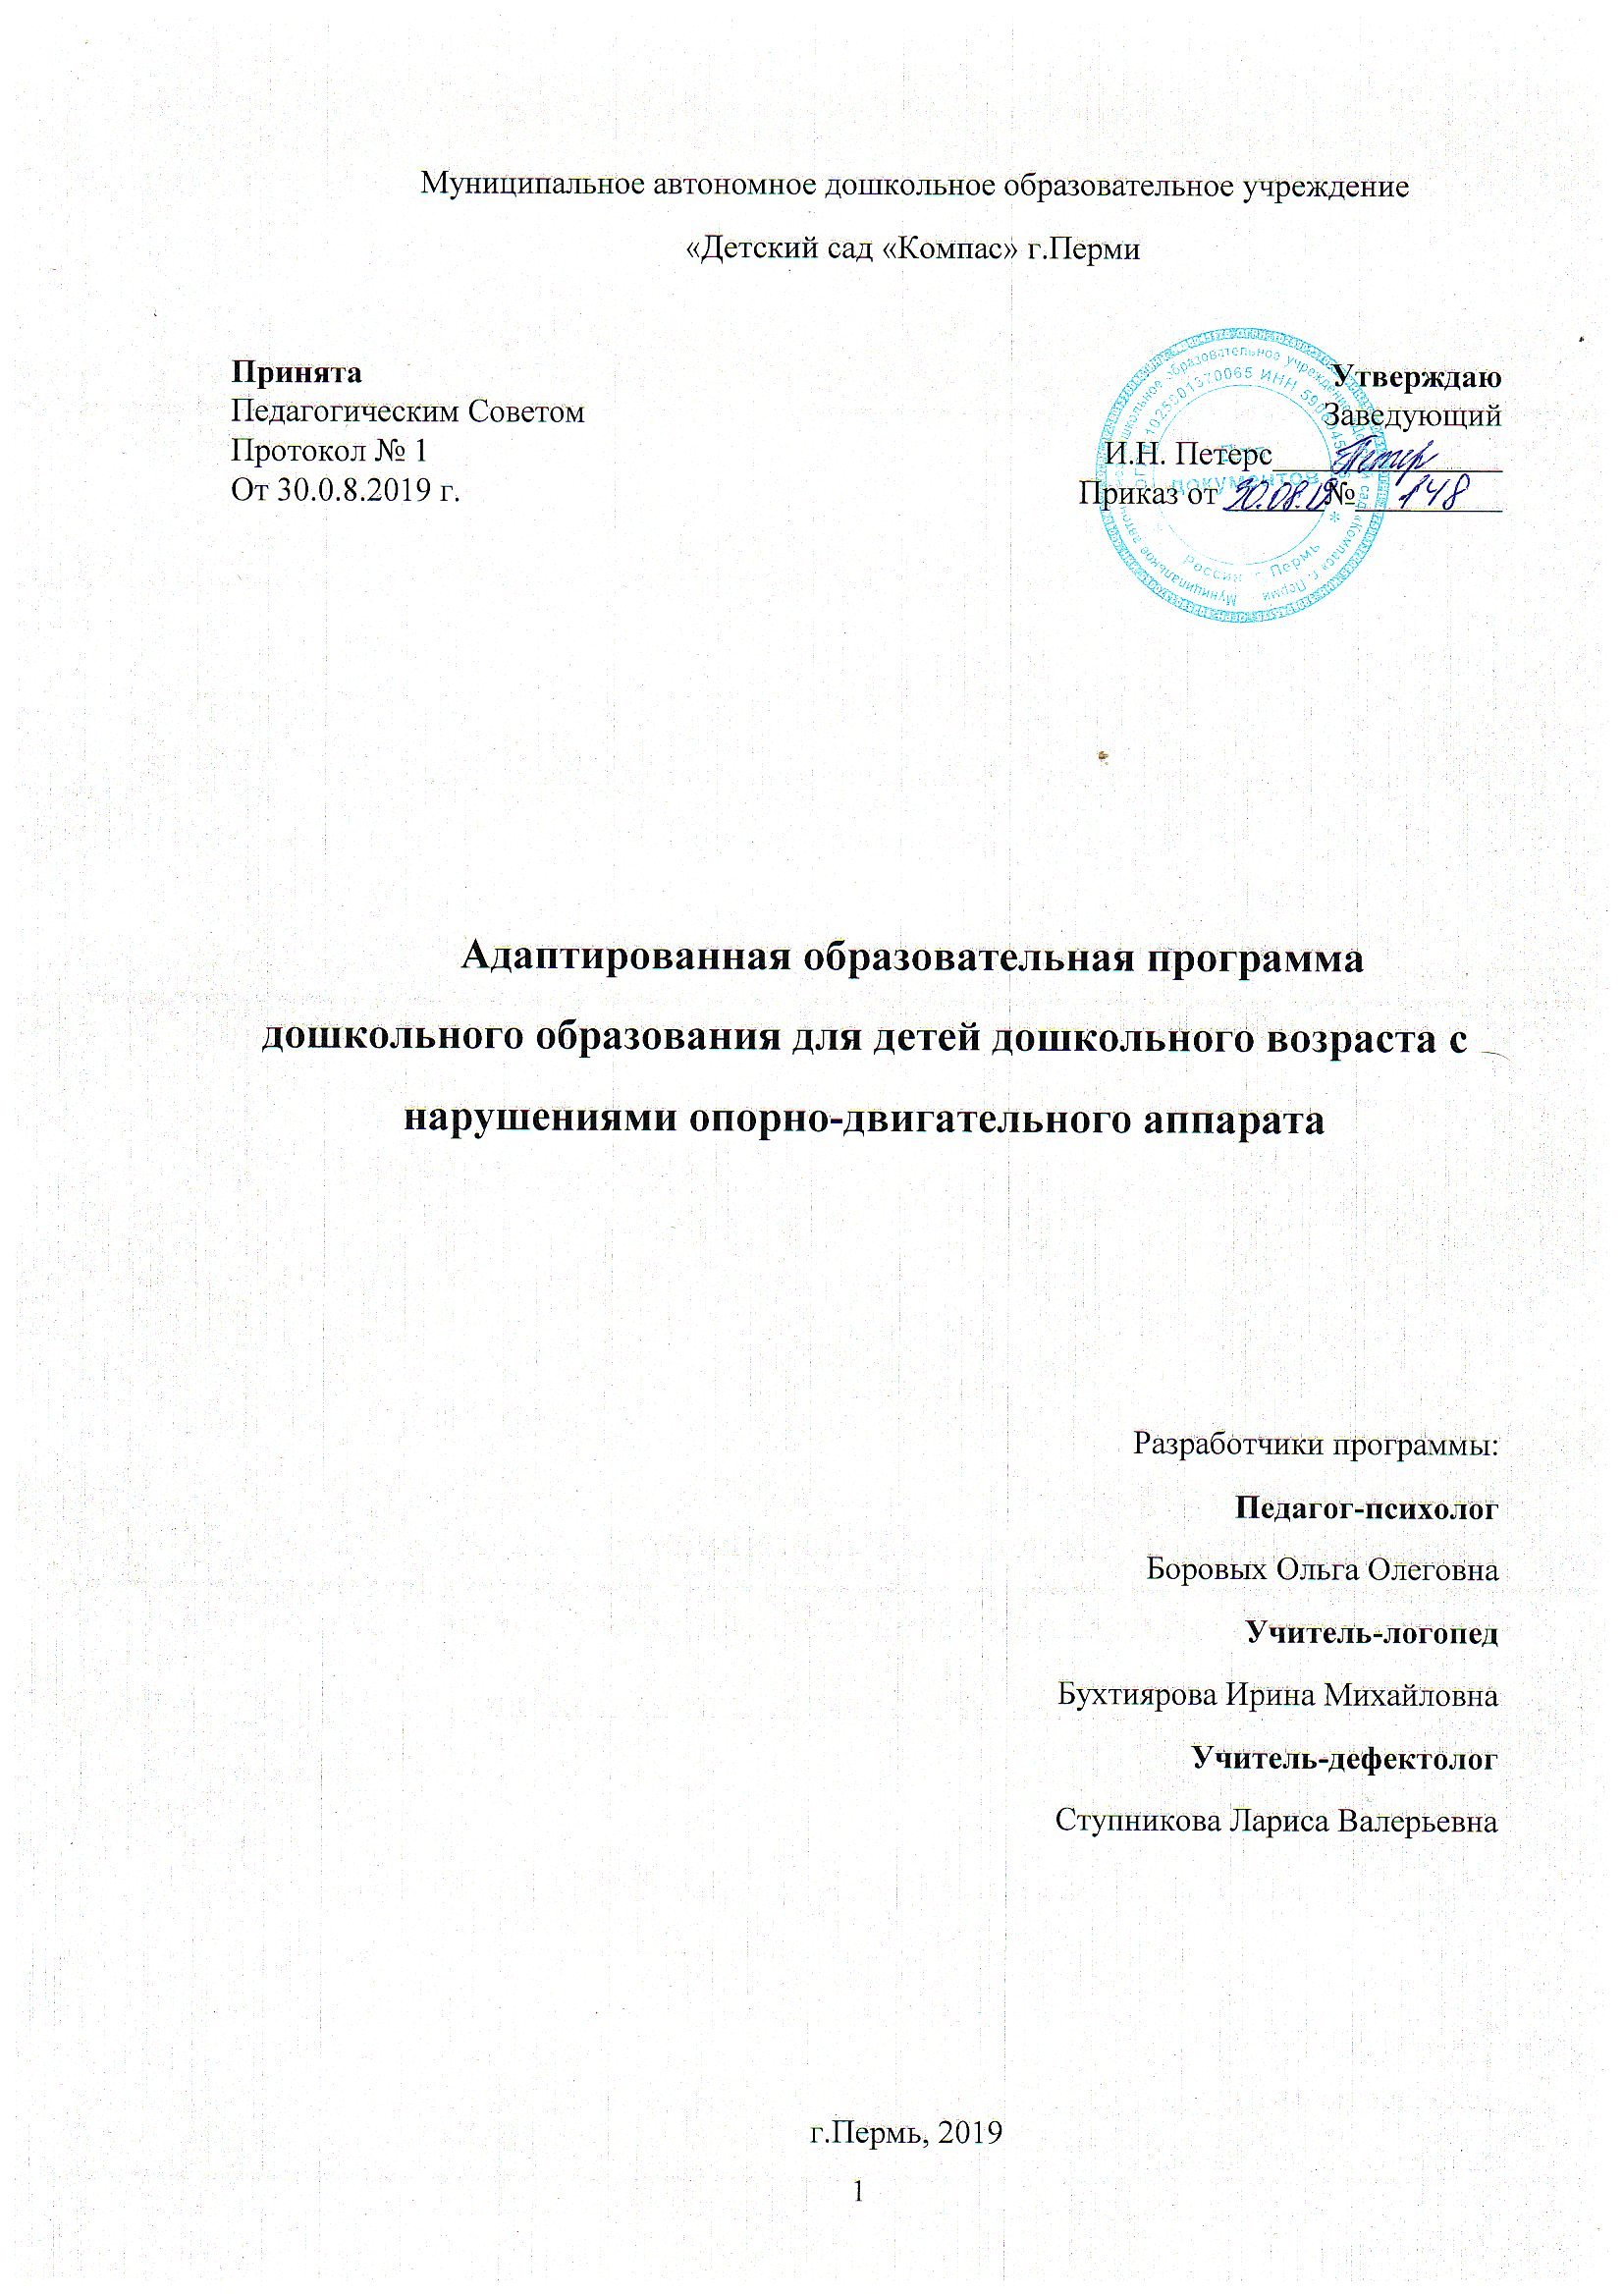 Муниципальное автономное дошкольное образовательное учреждение
«Детский сад «Компас» г.Перми
Принята
Педагогическим Советом
Протокол № 1
От 30.0.8.2019 г.
Утверждаю
Заведующий
И.Н. Петерс
Приказ от 30.08.19 № 148
документов
Россия г. Пермь
Адаптированная образовательная программа
дошкольного образования для детей дошкольного возраста с
нарушениями опорно-двигательного аппарата
Разработчики программы:
Педагог-психолог
Боровых Ольга Олеговна
Учитель-логопед
Бухтиярова Ирина Михайловна
Учитель-дефектолог
Ступникова Лариса Валерьевна
г.Пермь, 2019
1